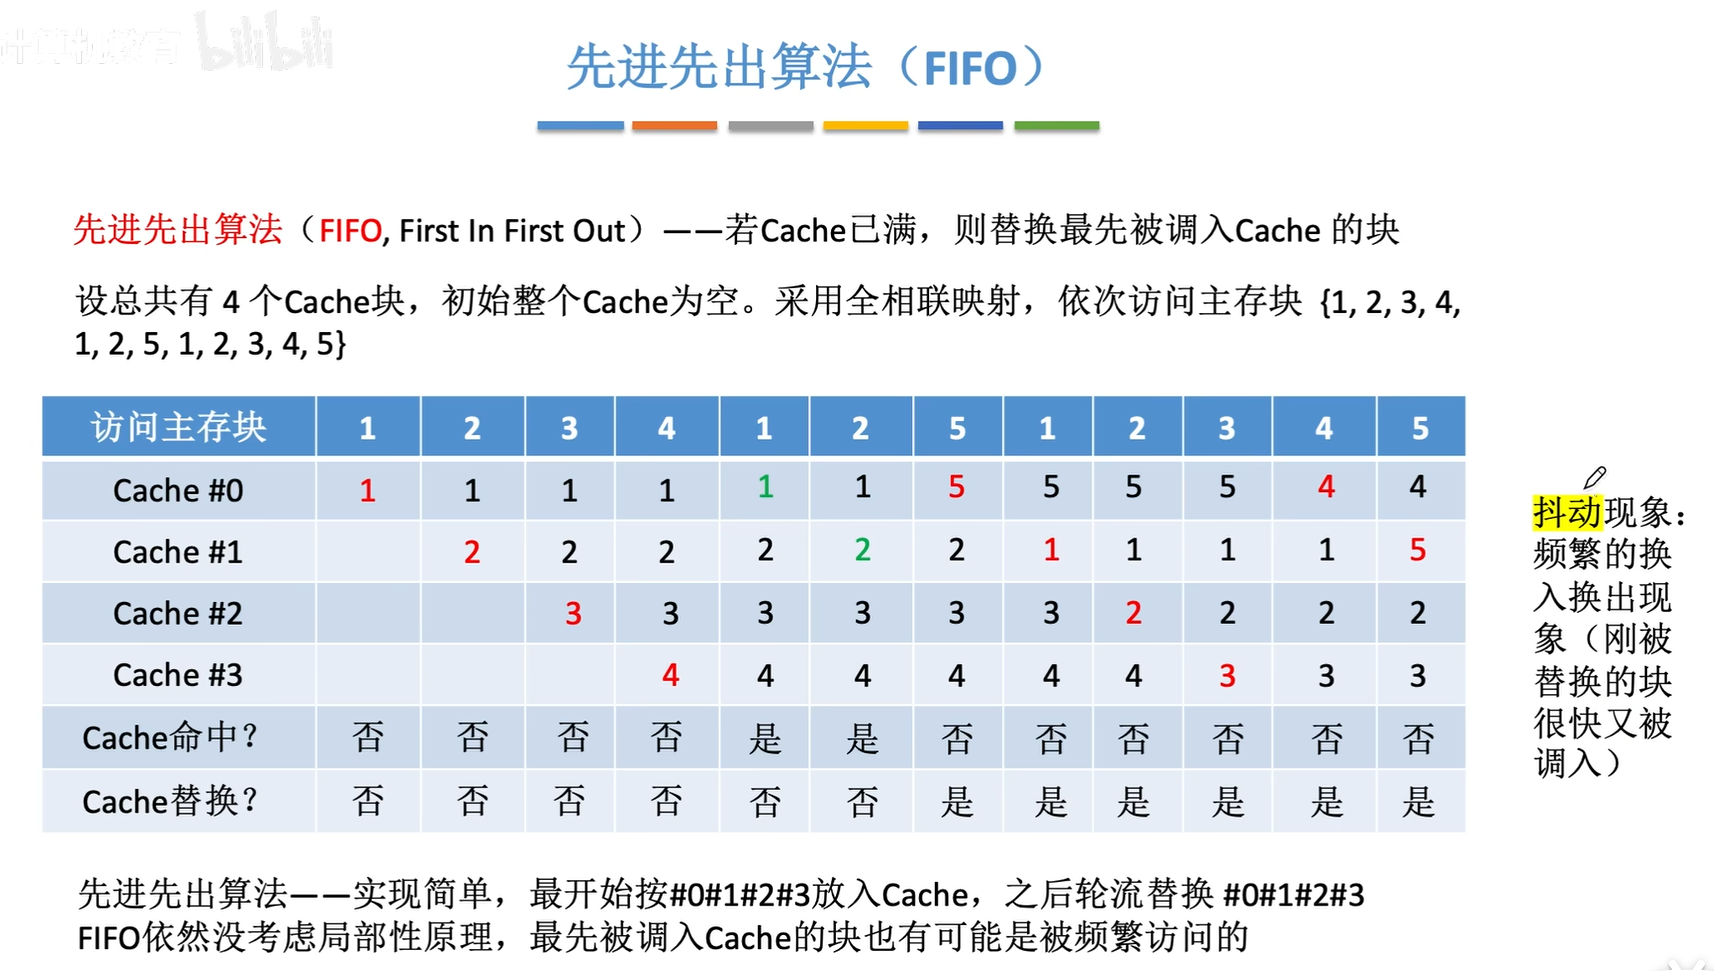 计算机教育 bilibili
先进先出算法（FIFO）
先进先出算法（FIFO, First In First Out）——若Cache已满，则替换最先被调入Cache 的块
设总共有 4 个Cache块，初始整个Cache为空。采用全相联映射，依次访问主存块 {1, 2, 3, 4,
1, 2, 5, 1, 2, 3, 4, 5}
访问主存块 1 2 3 4 1 2 5 1 2 3 4 5
Cache #0 1 1 1 1 1 1 5 5 5 5 4 4
Cache #1 2 2 2 2 2 2 1 1 1 1 5
Cache #2 3 3 3 3 3 3 2 2 2 2
Cache #3 4 4 4 4 4 4 3 3 3
Cache命中？ 否 否 否 否 是 是 否 否 否 否 否 否
Cache替换？ 否 否 否 否 否 否 是 是 是 是 是 是
抖动现象：
频繁的换
入换出现
象（刚被
替换的块
很快又被
调入）
先进先出算法——实现简单，最开始按#0#1#2#3放入Cache，之后轮流替换 #0#1#2#3
FIFO依然没考虑局部性原理，最先被调入Cache的块也有可能是被频繁访问的